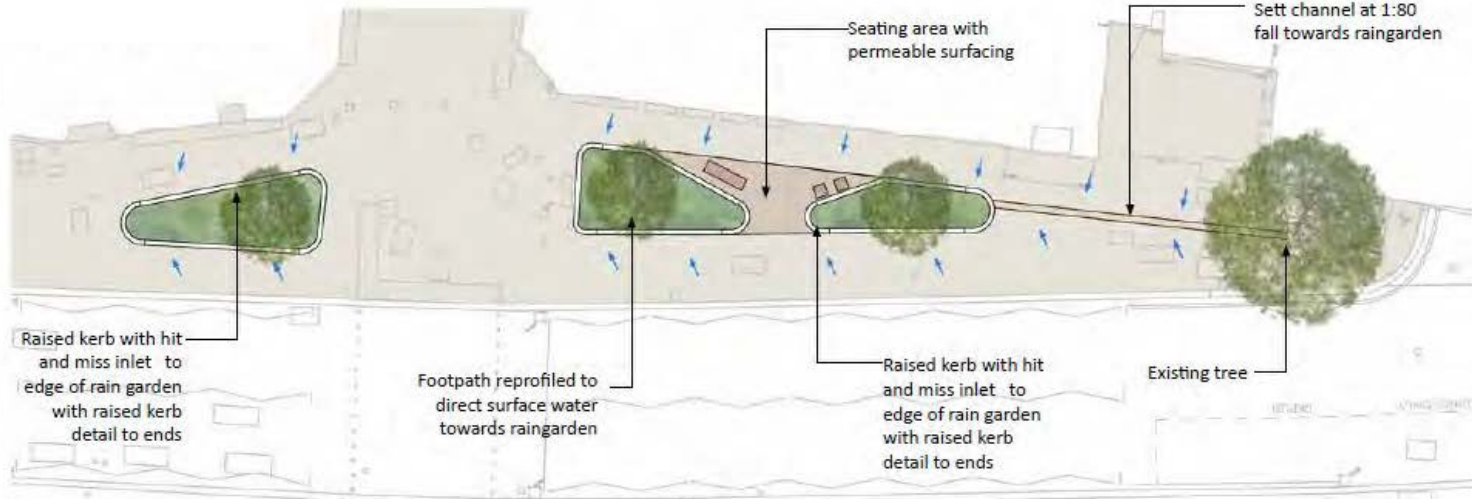 Seating area with
permeable surfacing
Sett channel at 1:80
fall towards raingarden
Raised kerb with hit
and miss inlet to
edge of rain garden
with raised kerb
detail to ends
Footpath reprofiled to
direct surface water
towards raingarden
Raised kerb with hit
and miss inlet to
edge of rain garden
with raised kerb
detail to ends
Existing tree